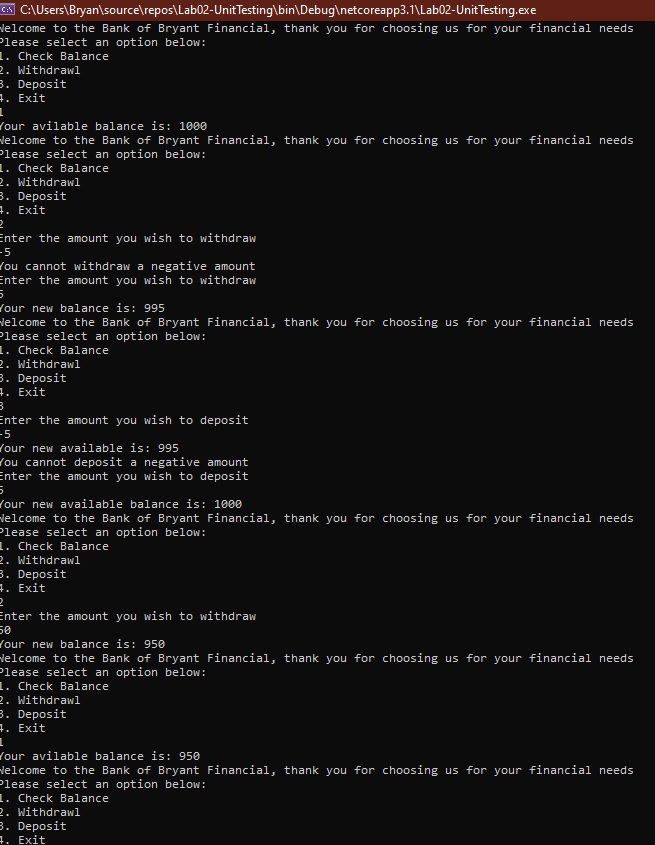 C:\Users\Bryan\source\repos\Lab02-UnitTesting\bin\Debug\netcoreapp3.1\Lab02-UnitTesting.exe
Welcome to the Bank of Bryant Financial, thank you for choosing us for your financial needs
Please select an option below:
1. Check Balance
2. Withdrawl
3. Deposit
4. Exit
1
Your avilable balance is: 1000
Welcome to the Bank of Bryant Financial, thank you for choosing us for your financial needs
Please select an option below:
1. Check Balance
2. Withdrawl
3. Deposit
4. Exit
2
Enter the amount you wish to withdraw
-5
You cannot withdraw a negative amount
Enter the amount you wish to withdraw
5
Your new balance is: 995
Welcome to the Bank of Bryant Financial, thank you for choosing us for your financial needs
Please select an option below:
1. Check Balance
2. Withdrawl
3. Deposit
4. Exit
3
Enter the amount you wish to deposit
-5
Your new available is: 995
You cannot deposit a negative amount
Enter the amount you wish to deposit
5
Your new available balance is: 1000
Welcome to the Bank of Bryant Financial, thank you for choosing us for your financial needs
Please select an option below:
1. Check Balance
2. Withdrawl
3. Deposit
4. Exit
2
Enter the amount you wish to withdraw
50
Your new balance is: 950
Welcome to the Bank of Bryant Financial, thank you for choosing us for your financial needs
Please select an option below:
1. Check Balance
2. Withdrawl
3. Deposit
4. Exit
1
Your avilable balance is: 950
Welcome to the Bank of Bryant Financial, thank you for choosing us for your financial needs
Please select an option below:
1. Check Balance
2. Withdrawl
3. Deposit
4. Exit